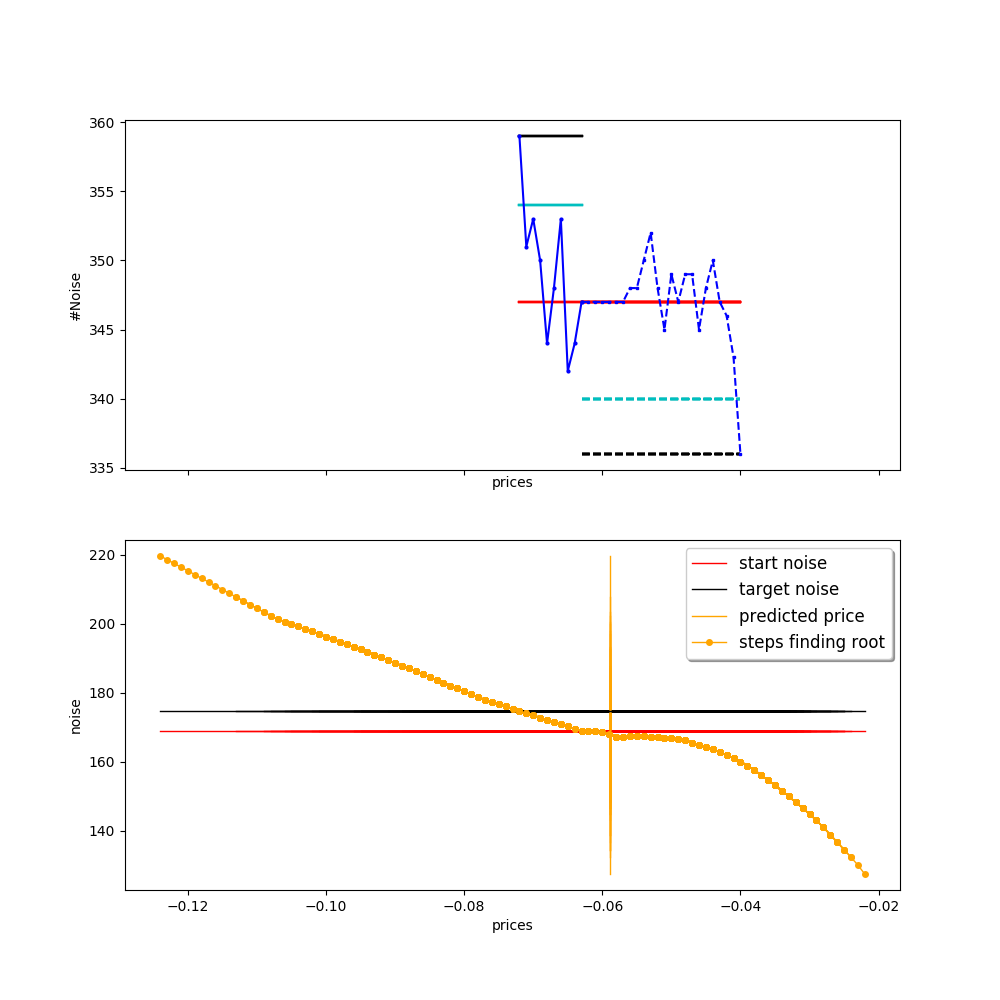 360
355
350
345
340
335
#Noise
prices
220
200
180
160
140
noise
start noise
target noise
predicted price
steps finding root
−0.12 −0.10 −0.08 −0.06 −0.04 −0.02
prices